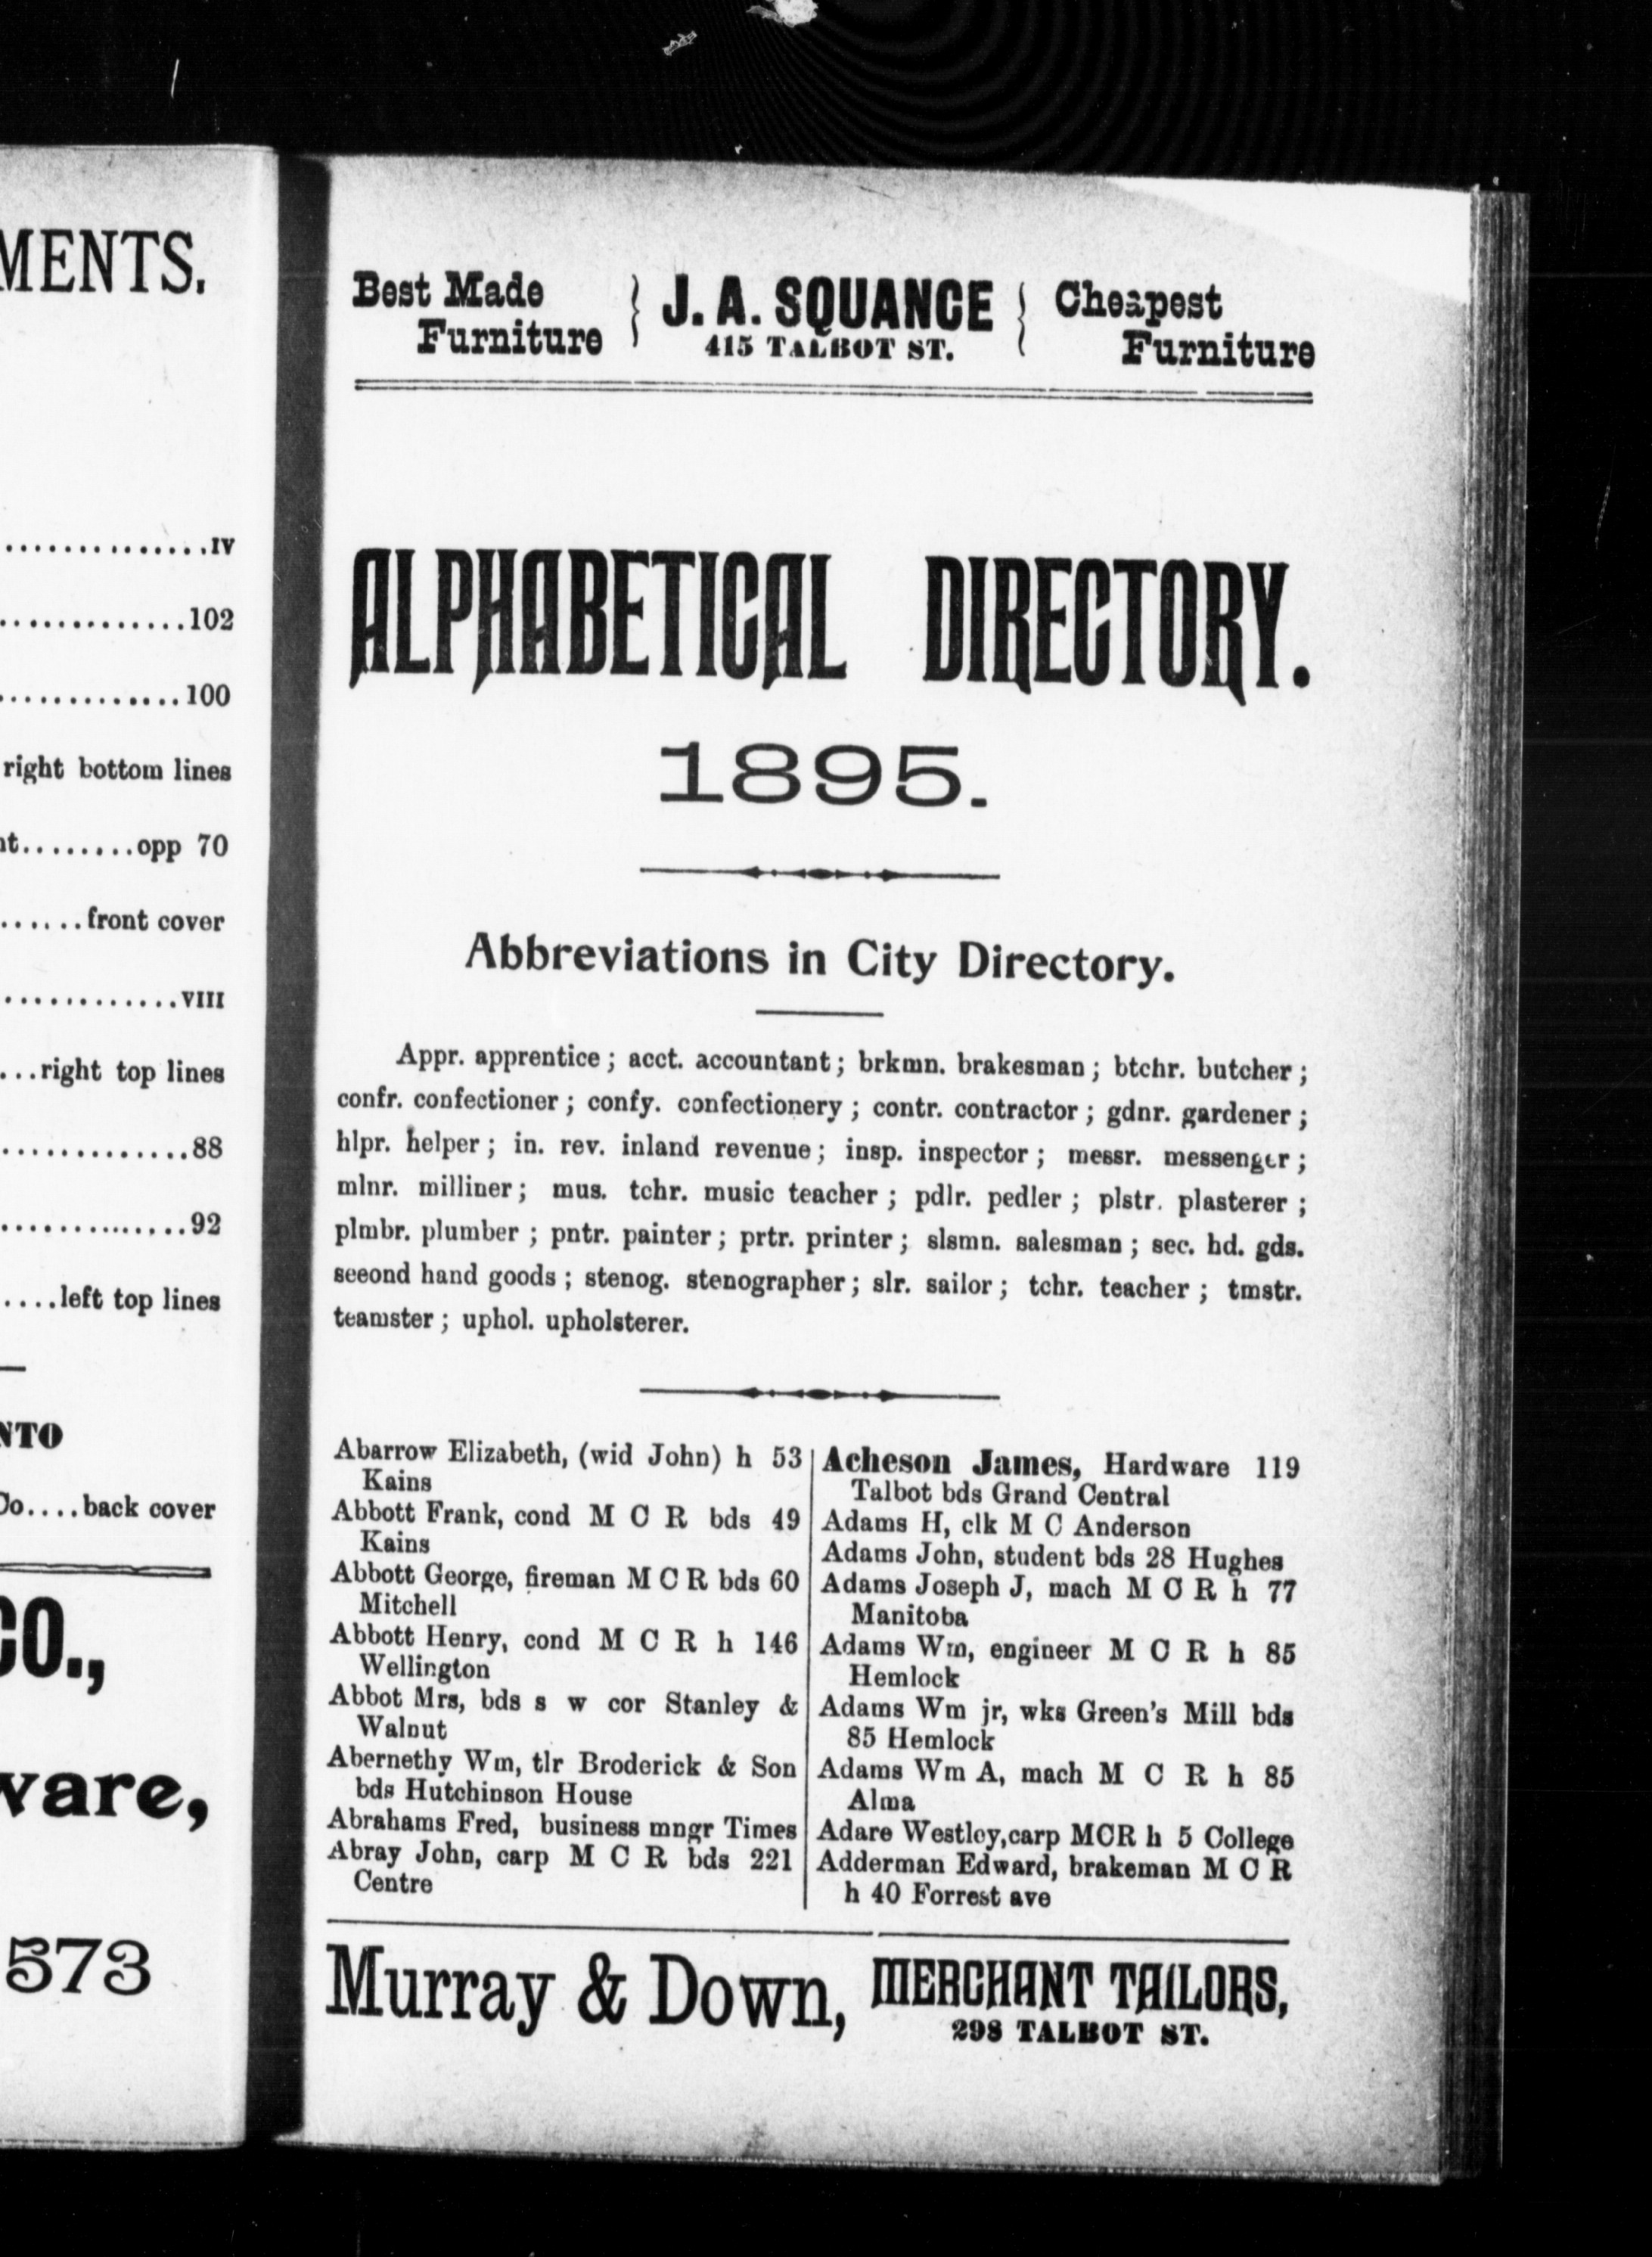 MENTS.
..............IV
.............102
.............100
right bottom lines
........opp 70
......front cover
............VIII
...right top lines
.............88
.............92
....left top lines
NTO
Co....back cover
CO.,
ware,
573
Best Made
Furniture
J. A. SQUANCE
415 TALBOT ST.
Cheapest
Furniture
ALPHABETICAL DIRECTORY.
1895.
Abbreviations in City Directory.
Appr. apprentice ; acct. accountant ; brkmn. brakesman ; btchr. butcher ;
confr. confectioner ; confy. confectionery ; contr. contractor ; gdnr. gardener ;
hlpr. helper ; in. rev. inland revenue ; insp. inspector ; messr. messenger ;
mlnr. milliner ; mus. tchr. music teacher ; pdlr. pedler ; plstr. plasterer ;
plmbr. plumber ; pntr. painter ; prtr. printer ; slsmn. salesman ; sec. hd. gds.
seeond hand goods ; stenog. stenographer ; slr. sailor ; tchr. teacher ; tmstr.
teamster ; uphol. upholsterer.
Abarrow Elizabeth, (wid John) h 53
Kains
Abbott Frank, cond M C R bds 49
Kains
Abbott George, fireman M C R bds 60
Mitchell
Abbott Henry, cond M C R h 146
Wellington
Abbot Mrs, bds s w cor Stanley &
Walnut
Abernethy Wm, tlr Broderick & Son
bds Hutchinson House
Abrahams Fred, business mngr Times
Abray John, carp M C R bds 221
Centre
Acheson James, Hardware 119
Talbot bds Grand Central
Adams H, clk M C Anderson
Adams John, student bds 28 Hughes
Adams Joseph J, mach M C R h 77
Manitoba
Adams Wm, engineer M C R h 85
Hemlock
Adams Wm jr, wks Green's Mill bds
85 Hemlock
Adams Wm A, mach M C R h 85
Alma
Adare Westley,carp MCR h 5 College
Adderman Edward, brakeman M C R
h 40 Forrest ave
Murray & Down,
MERCHANT TAILORS,
298 TALBOT ST.